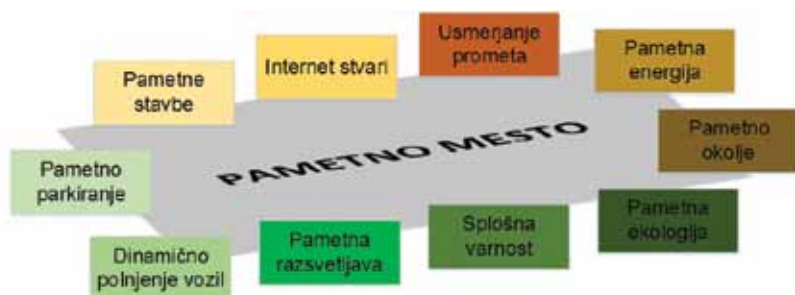 Usmerjanje
prometa
Pametna
energija
Internet stvari
Pametne
stavbe
PAMETNO MESTO
Pametno
okolje
Pametno
parkiranje
Pametna
ekologija
Splošna
varnost
Pametna
razsvetljava
Dinamično
polnjenje vozil